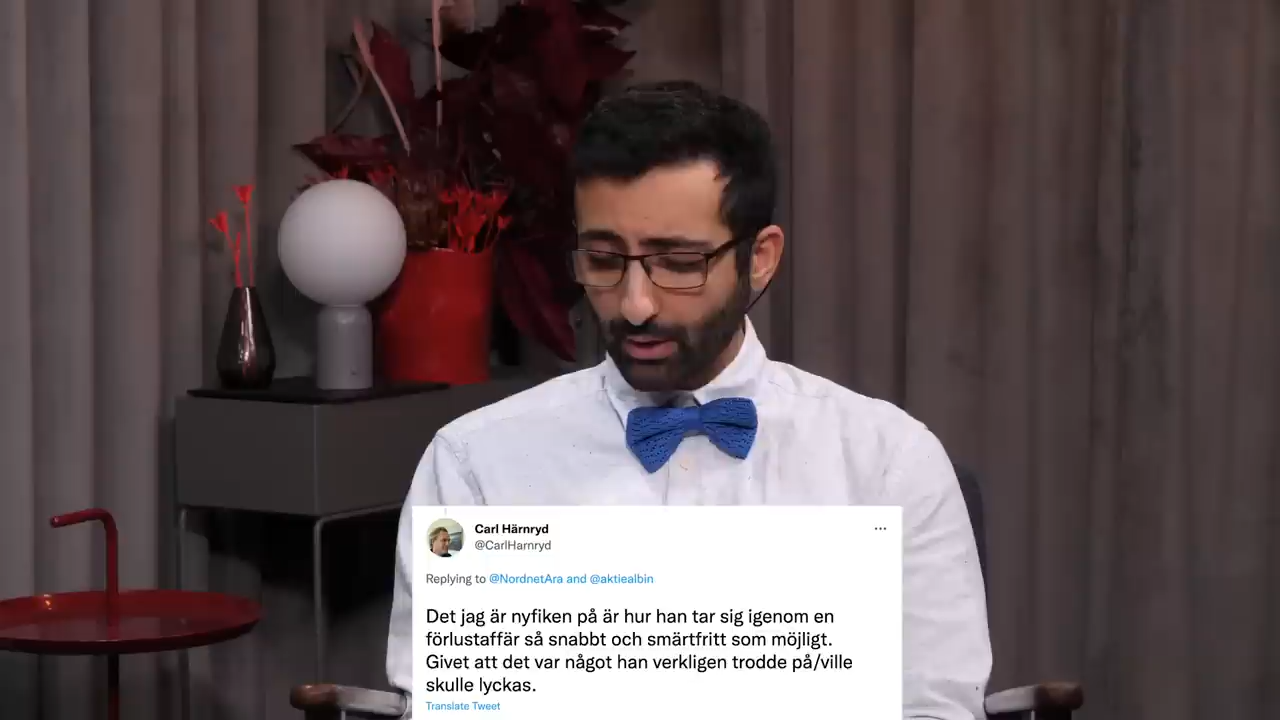 Carl Härnryd
@CarlHarnryd
Replying to @NordnetAra and @aktiealbin
Det jag är nyfiken på är hur han tar sig igenom en
förlustaffär så snabbt och smärtfritt som möjligt.
Givet att det var något han verkligen trodde på/ville
skulle lyckas.
Translate Tweet